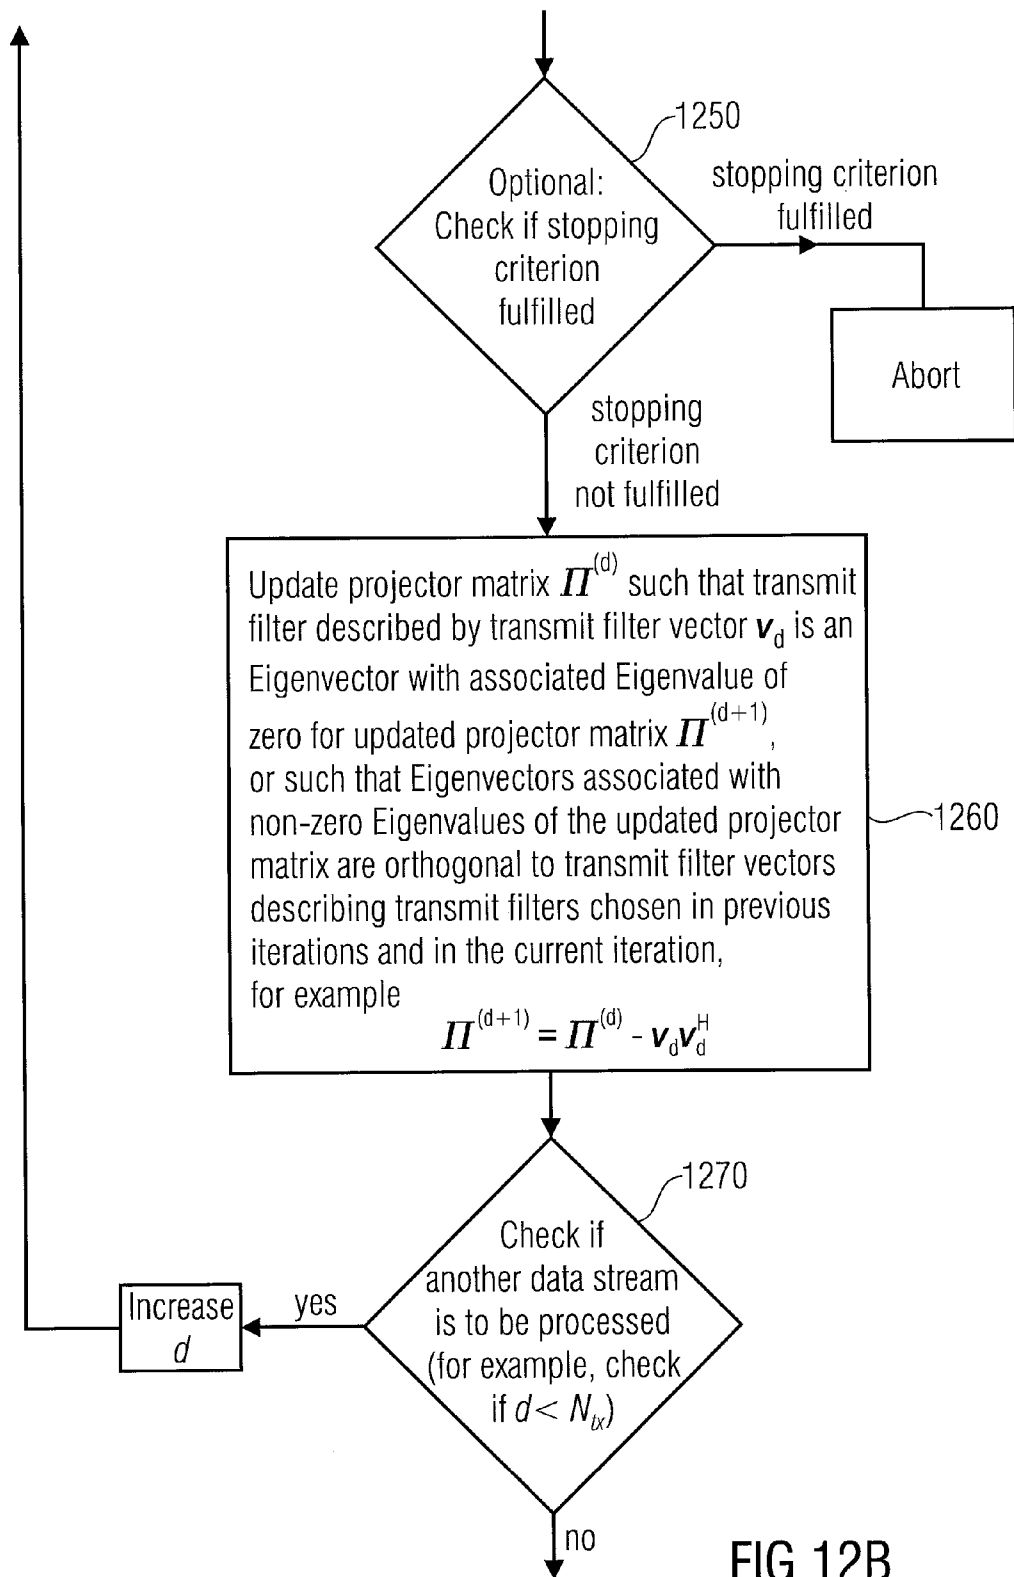 1250
Optional:
Check if stopping
criterion
fulfilled
stopping criterion
fulfilled
Abort
stopping
criterion
not fulfilled
Update projector matrix Π^(d) such that transmit
filter described by transmit filter vector v_d is an
Eigenvector with associated Eigenvalue of
zero for updated projector matrix Π^(d+1),
or such that Eigenvectors associated with
non-zero Eigenvalues of the updated projector
matrix are orthogonal to transmit filter vectors
describing transmit filters chosen in previous
iterations and in the current iteration,
for example
Π^(d+1) = Π^(d) - v_d v_d^H
1260
1270
Check if
another data stream
is to be processed
(for example, check
if d < N_tx)
yes
Increase
d
no
FIG 12B